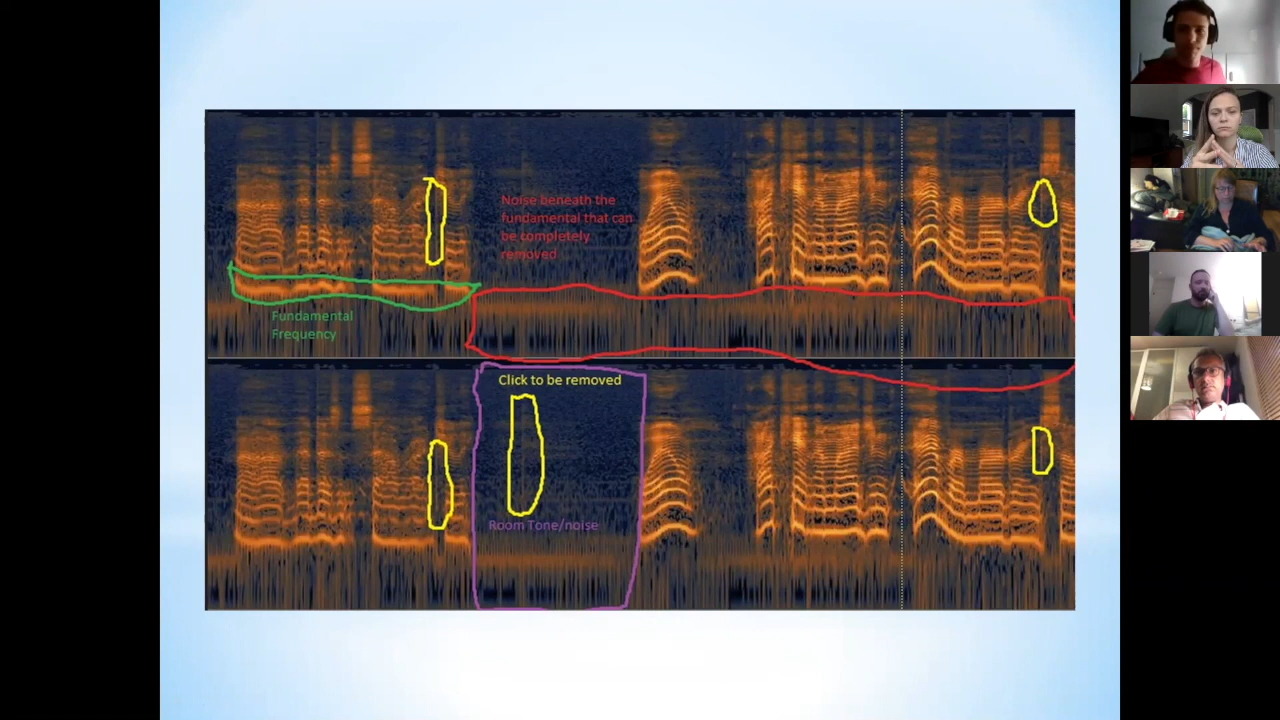 Noise beneath the
fundamental that can
be completely
removed
Fundamental
Frequency
Click to be removed
Room Tone/noise